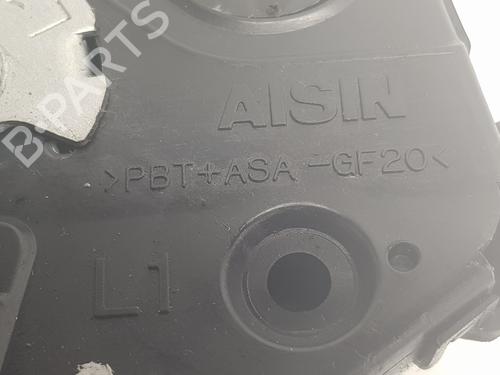 B-PARTS
AISIN
>PBT+ASA-GF20<
L1